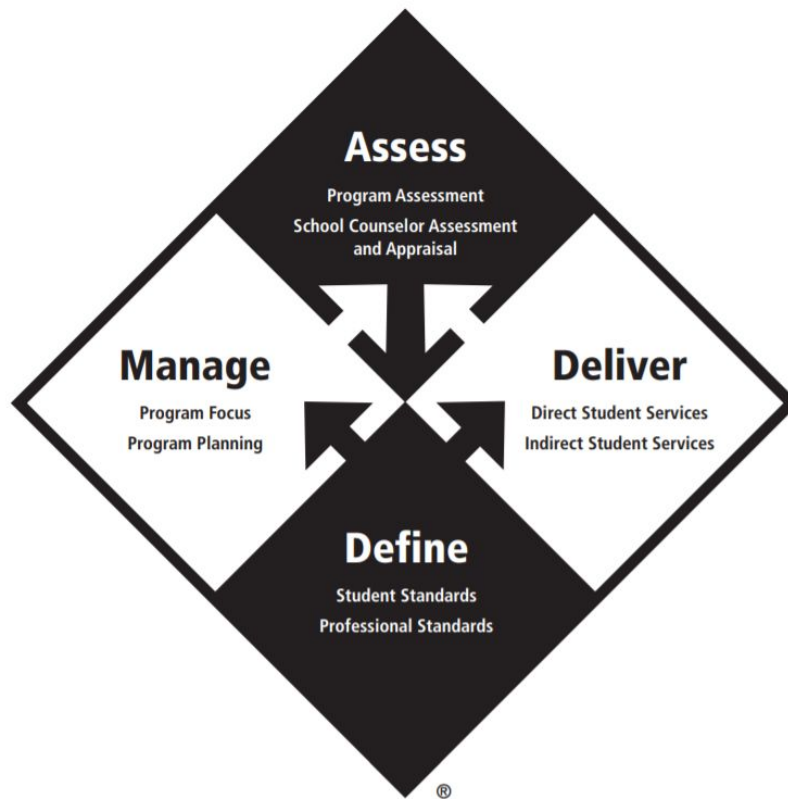 Assess
Program Assessment
School Counselor Assessment
and Appraisal
Manage
Program Focus
Program Planning
Deliver
Direct Student Services
Indirect Student Services
Define
Student Standards
Professional Standards
®